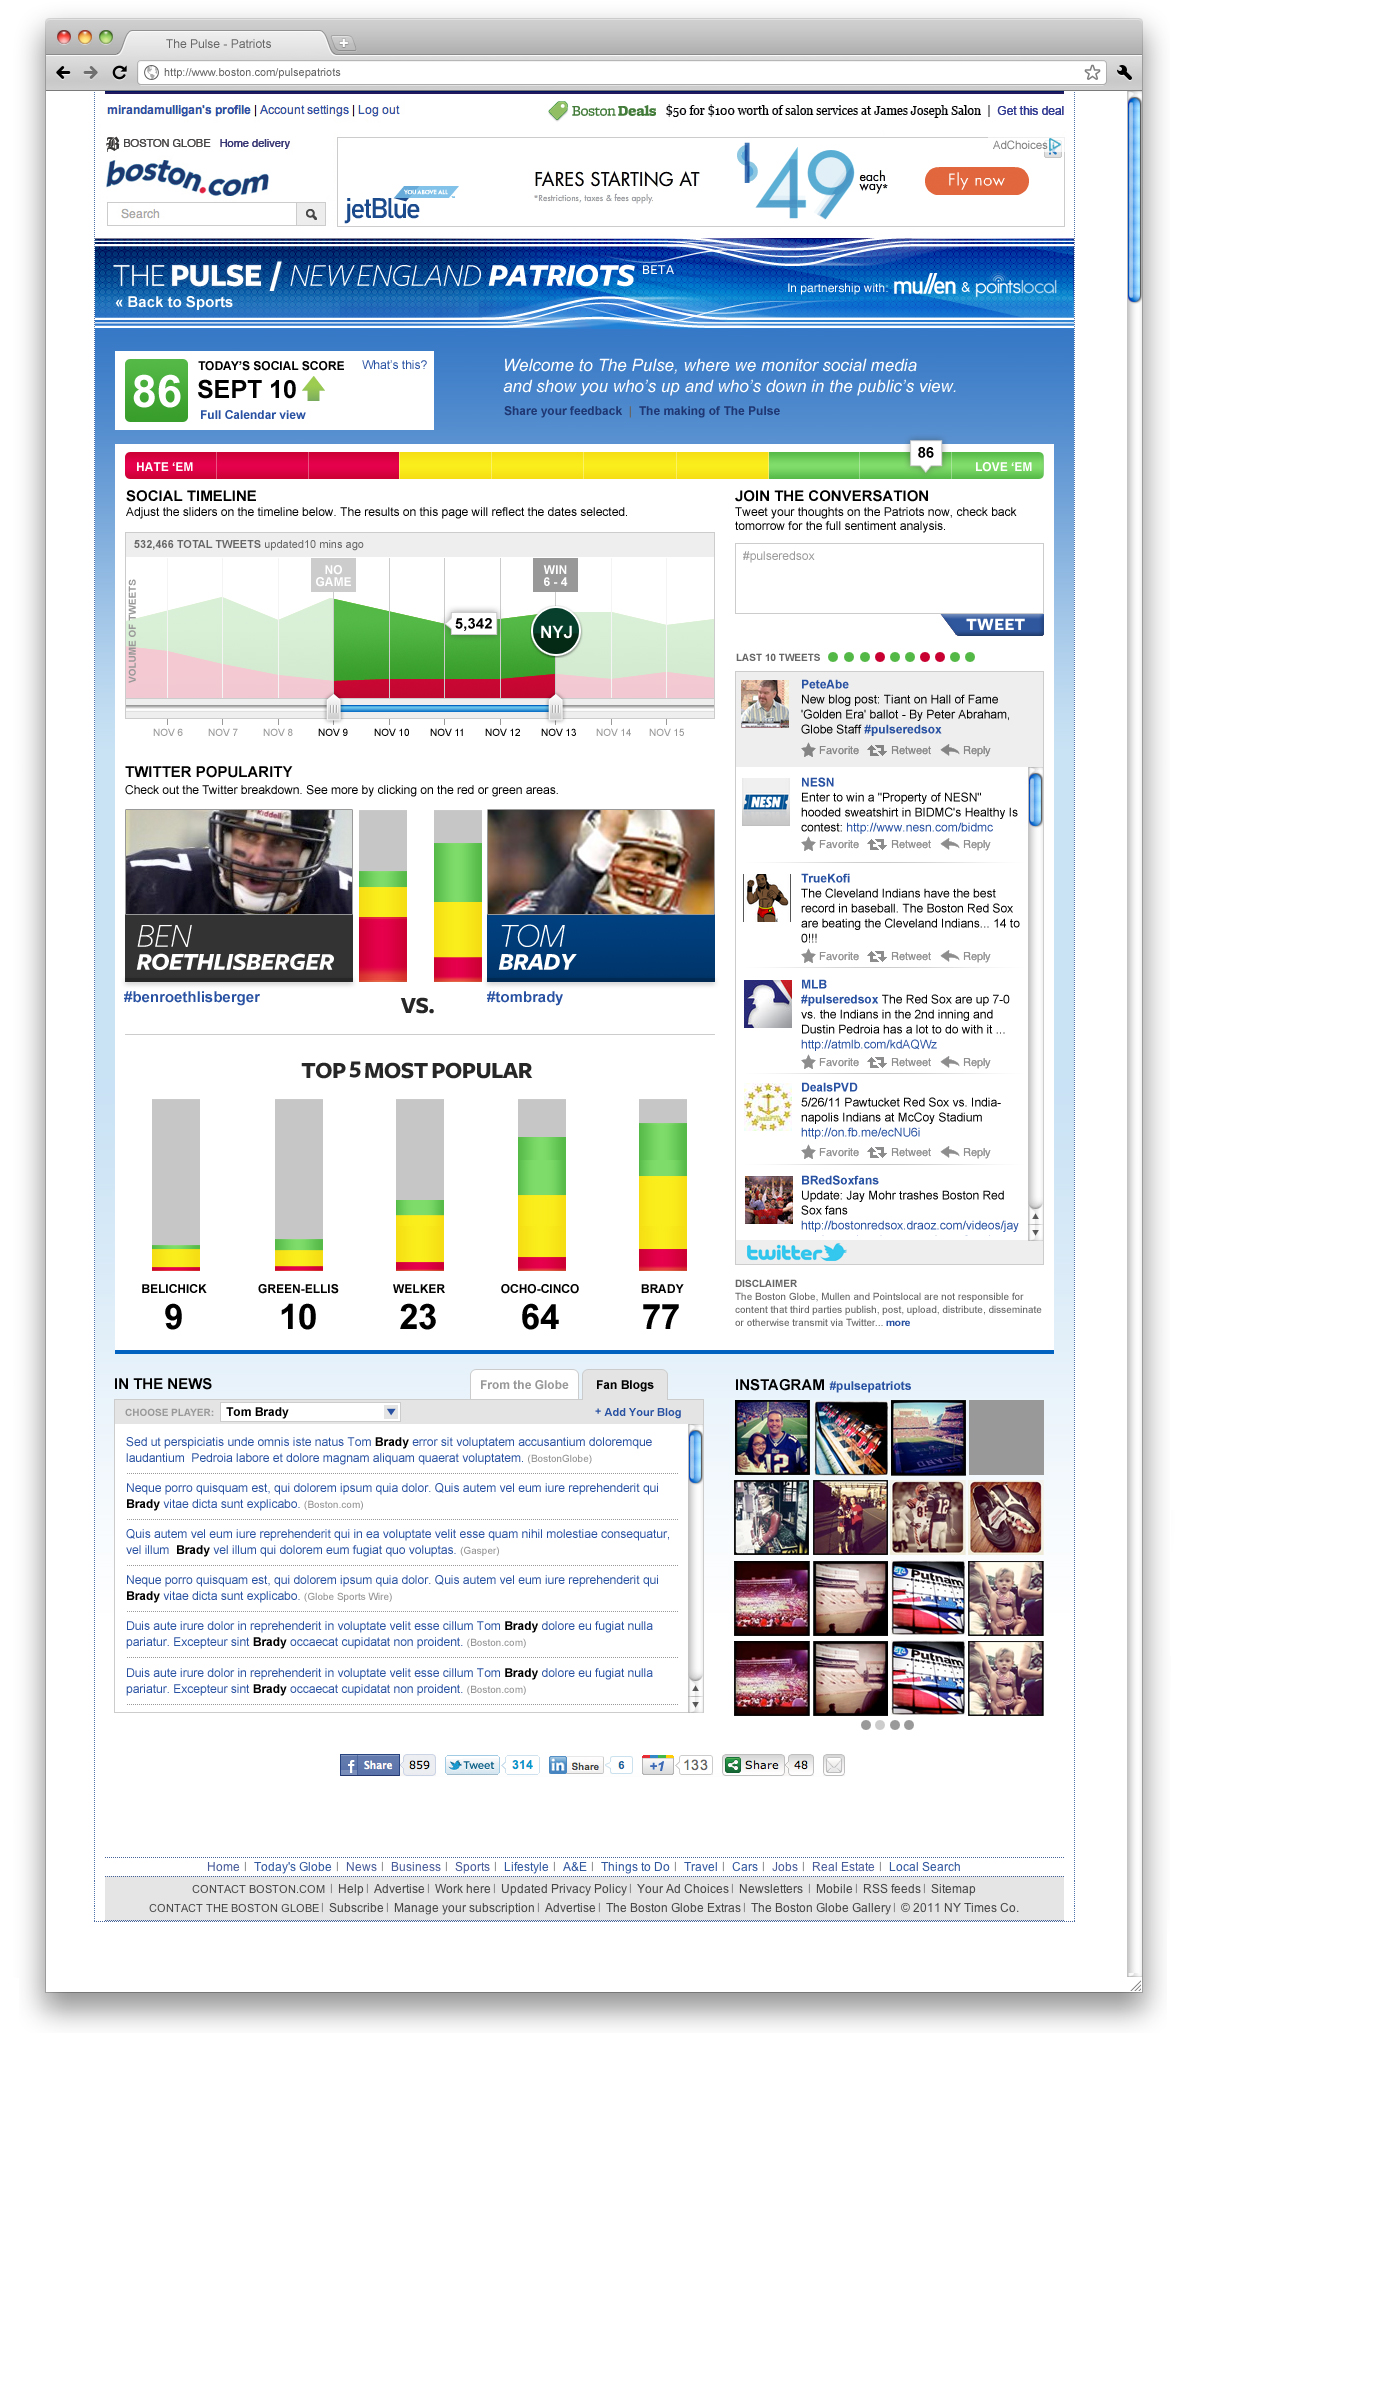 The Pulse - Patriots
http://www.boston.com/pulsepatriots
mirandamulligan's profile | Account settings | Log out
Boston Deals $50 for $100 worth of salon services at James Joseph Salon | Get this deal
BOSTON GLOBE Home delivery
boston.com
Search
AdChoices
YOU ABOVE ALL
jetBlue
FARES STARTING AT
*Restrictions, taxes & fees apply.
$49 each way*
Fly now
THE PULSE / NEW ENGLAND PATRIOTS BETA
« Back to Sports
In partnership with: mullen & pointslocal
86
TODAY'S SOCIAL SCORE What's this?
SEPT 10
Full Calendar view
Welcome to The Pulse, where we monitor social media
and show you who's up and who's down in the public's view.
Share your feedback | The making of The Pulse
HATE ‘EM
86
LOVE ‘EM
SOCIAL TIMELINE
Adjust the sliders on the timeline below. The results on this page will reflect the dates selected.
532,466 TOTAL TWEETS updated10 mins ago
VOLUME OF TWEETS
NO
GAME
WIN
6 - 4
5,342
NYJ
NOV 6 NOV 7 NOV 8 NOV 9 NOV 10 NOV 11 NOV 12 NOV 13 NOV 14 NOV 15
JOIN THE CONVERSATION
Tweet your thoughts on the Patriots now, check back
tomorrow for the full sentiment analysis.
#pulseredsox
TWEET
LAST 10 TWEETS
PeteAbe
New blog post: Tiant on Hall of Fame
'Golden Era' ballot - By Peter Abraham,
Globe Staff #pulseredsox
Favorite Retweet Reply
NESN
NESN
Enter to win a "Property of NESN"
hooded sweatshirt in BIDMC's Healthy Is
contest: http://www.nesn.com/bidmc
Favorite Retweet Reply
TrueKofi
The Cleveland Indians have the best
record in baseball. The Boston Red Sox
are beating the Cleveland Indians... 14 to
0!!!
Favorite Retweet Reply
MLB
#pulseredsox The Red Sox are up 7-0
vs. the Indians in the 2nd inning and
Dustin Pedroia has a lot to do with it ...
http://atmlb.com/kdAQWz
Favorite Retweet Reply
DealsPVD
DealsPVD
5/26/11 Pawtucket Red Sox vs. India-
napolis Indians at McCoy Stadium
http://on.fb.me/ecNU6i
Favorite Retweet Reply
BRedSoxfans
Update: Jay Mohr trashes Boston Red
Sox fans
http://bostonredsox.draoz.com/videos/jay
twitter
DISCLAIMER
The Boston Globe, Mullen and Pointslocal are not responsible for
content that third parties publish, post, upload, distribute, disseminate
or otherwise transmit via Twitter... more
TWITTER POPULARITY
Check out the Twitter breakdown. See more by clicking on the red or green areas.
Riddell
7
BEN
ROETHLISBERGER
TOM
BRADY
#benroethlisberger
VS.
#tombrady
TOP 5 MOST POPULAR
BELICHICK GREEN-ELLIS WELKER OCHO-CINCO BRADY
9 10 23 64 77
IN THE NEWS
From the Globe
Fan Blogs
CHOOSE PLAYER: Tom Brady
+ Add Your Blog
Sed ut perspiciatis unde omnis iste natus Tom Brady error sit voluptatem accusantium doloremque
laudantium Pedroia labore et dolore magnam aliquam quaerat voluptatem. (BostonGlobe)
Neque porro quisquam est, qui dolorem ipsum quia dolor. Quis autem vel eum iure reprehenderit qui
Brady vitae dicta sunt explicabo. (Boston.com)
Quis autem vel eum iure reprehenderit qui in ea voluptate velit esse quam nihil molestiae consequatur,
vel illum Brady vel illum qui dolorem eum fugiat quo voluptas. (Gasper)
Neque porro quisquam est, qui dolorem ipsum quia dolor. Quis autem vel eum iure reprehenderit qui
Brady vitae dicta sunt explicabo. (Globe Sports Wire)
Duis aute irure dolor in reprehenderit in voluptate velit esse cillum Tom Brady dolore eu fugiat nulla
pariatur. Excepteur sint Brady occaecat cupidatat non proident. (Boston.com)
Duis aute irure dolor in reprehenderit in voluptate velit esse cillum Tom Brady dolore eu fugiat nulla
pariatur. Excepteur sint Brady occaecat cupidatat non proident. (Boston.com)
INSTAGRAM #pulsepatriots
12
Putnam
Putnam
Share 859 Tweet 314 Share 6 +1 133 Share 48
Home | Today's Globe | News | Business | Sports | Lifestyle | A&E | Things to Do | Travel | Cars | Jobs | Real Estate | Local Search
CONTACT BOSTON.COM | Help | Advertise | Work here | Updated Privacy Policy | Your Ad Choices | Newsletters | Mobile | RSS feeds | Sitemap
CONTACT THE BOSTON GLOBE | Subscribe | Manage your subscription | Advertise | The Boston Globe Extras | The Boston Globe Gallery | © 2011 NY Times Co.